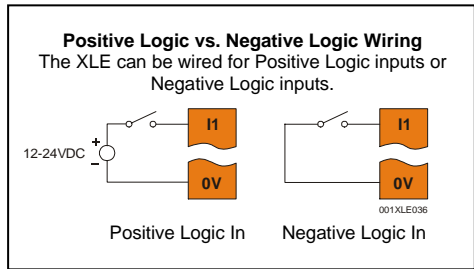 Positive Logic vs. Negative Logic Wiring
The XLE can be wired for Positive Logic inputs or
Negative Logic inputs.
I1
I1
12-24VDC
+
−
0V
0V
001XLE036
Positive Logic In
Negative Logic In